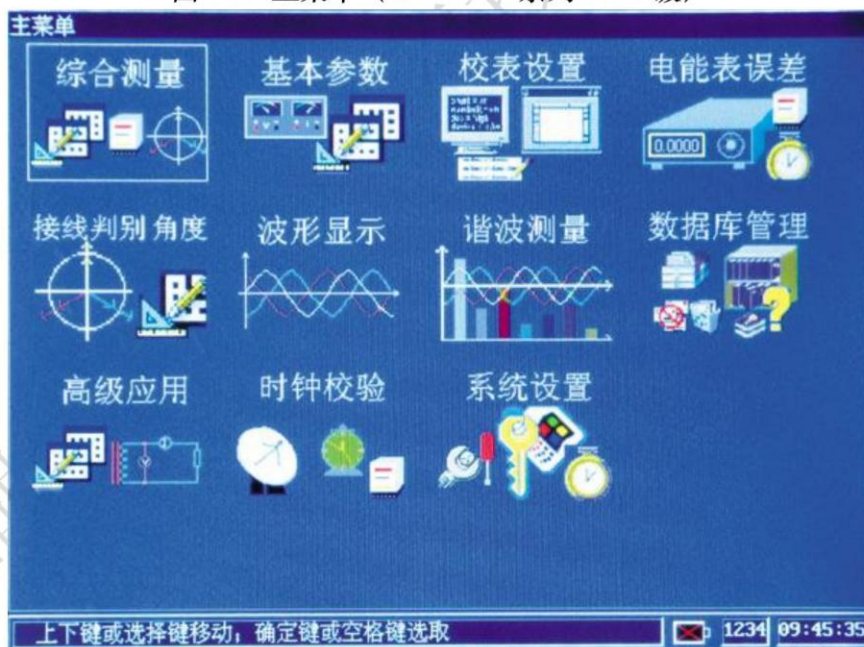 主菜单
综合测量 基本参数 校表设置 电能表误差
0.0000
接线判别 角度 波形显示 谐波测量 数据库管理
高级应用 时钟校验 系统设置
上下键或选择键移动；确定键或空格键选取 1234 09:45:35